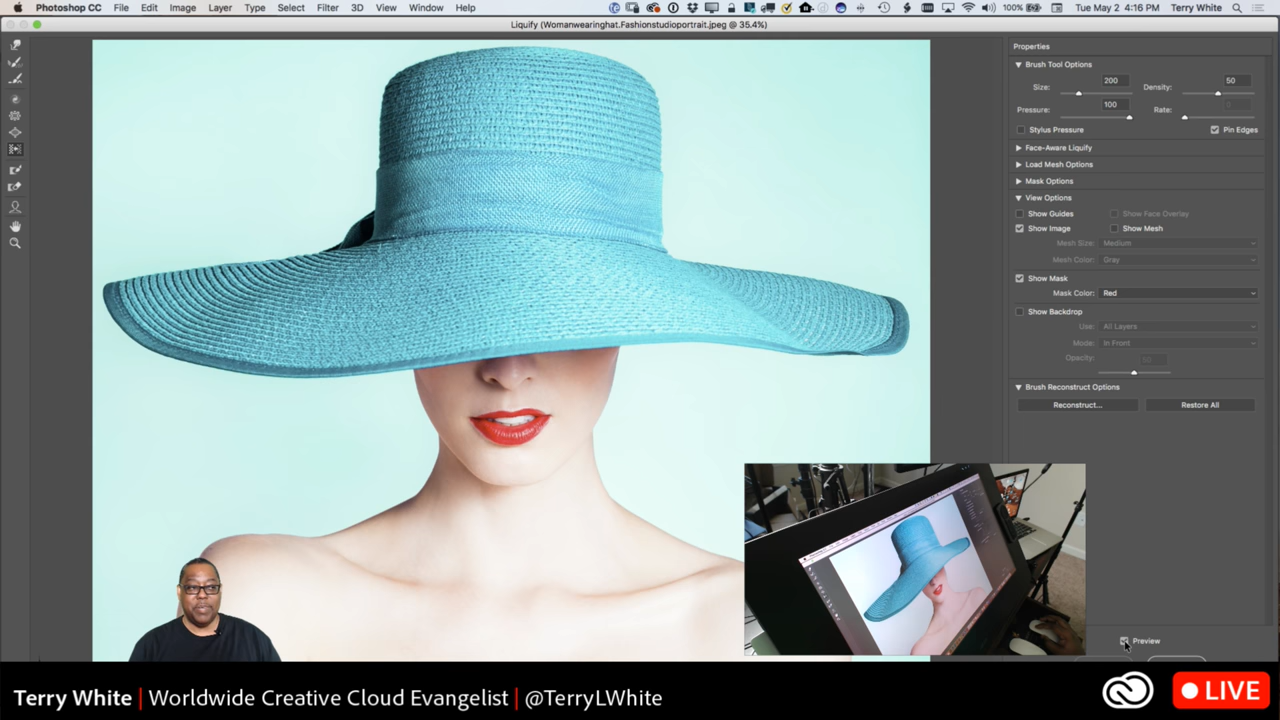 Photoshop CC File Edit Image Layer Type Select Filter 3D View Window Help 100% Tue May 2 4:16 PM Terry White
Liquify (Womanwearinghat.Fashionstudioportrait.jpeg @ 35.4%)
Properties
Brush Tool Options
Size: 200 Density: 50
Pressure: 100 Rate:
Stylus Pressure Pin Edges
Face-Aware Liquify
Load Mesh Options
Mask Options
View Options
Show Guides Show Face Overlay
Show Image Show Mesh
Mesh Size: Medium
Mesh Color: Gray
Show Mask
Mask Color: Red
Show Backdrop
Use: All Layers
Mode: In Front
Opacity: 50
Brush Reconstruct Options
Reconstruct... Restore All
Preview
Terry White | Worldwide Creative Cloud Evangelist | @TerryLWhite
LIVE